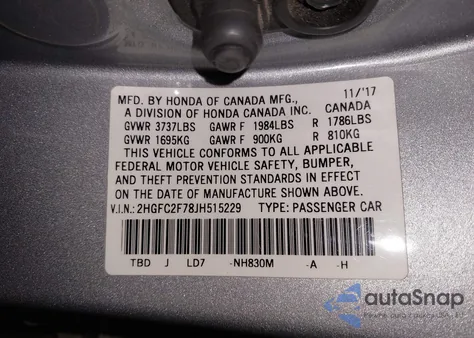 MFD. BY HONDA OF CANADA MFG., 11/'17
A DIVISION OF HONDA CANADA INC. CANADA
GVWR 3737LBS GAWR F 1984LBS R 1786LBS
GVWR 1695KG GAWR F 900KG R 810KG
THIS VEHICLE CONFORMS TO ALL APPLICABLE
FEDERAL MOTOR VEHICLE SAFETY, BUMPER,
AND THEFT PREVENTION STANDARDS IN EFFECT
ON THE DATE OF MANUFACTURE SHOWN ABOVE.
V.I.N.: 2HGFC2F78JH515229 TYPE: PASSENGER CAR
TBD J LD7 -NH830M -A -H
autaSnap